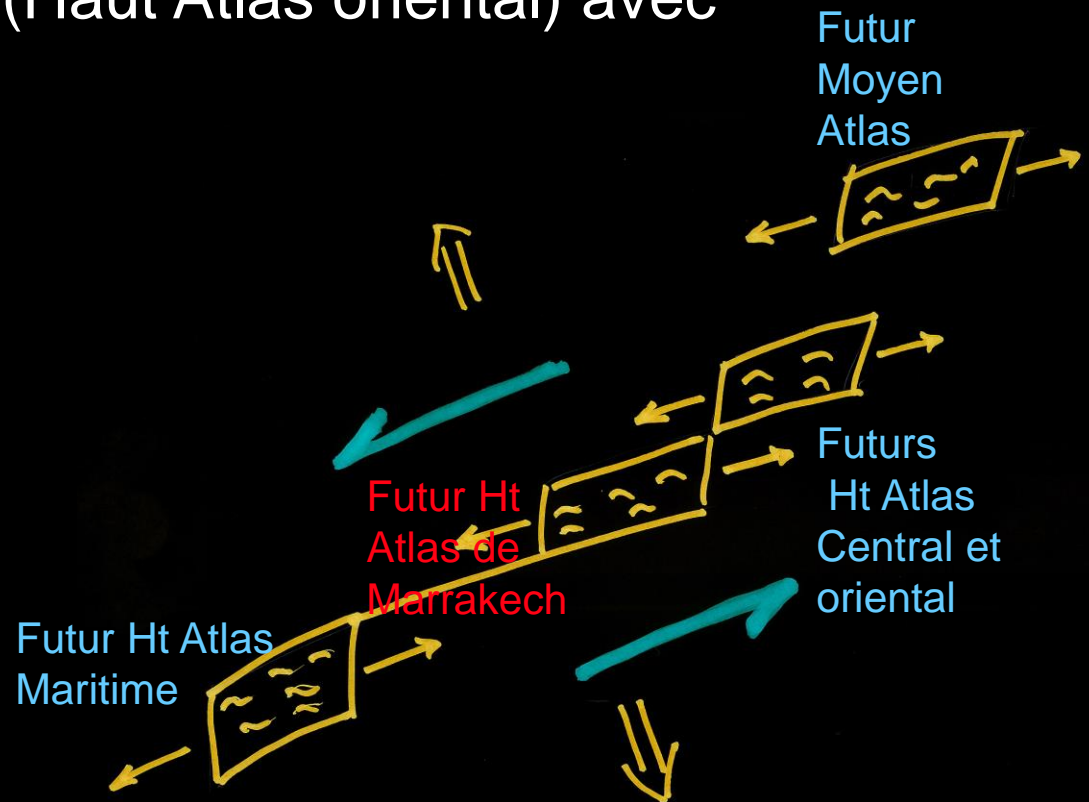 (Haut Atlas oriental) avec
Futur
Moyen
Atlas
Futur Ht
Atlas de
Marrakech
Futurs
Ht Atlas
Central et
oriental
Futur Ht Atlas
Maritime